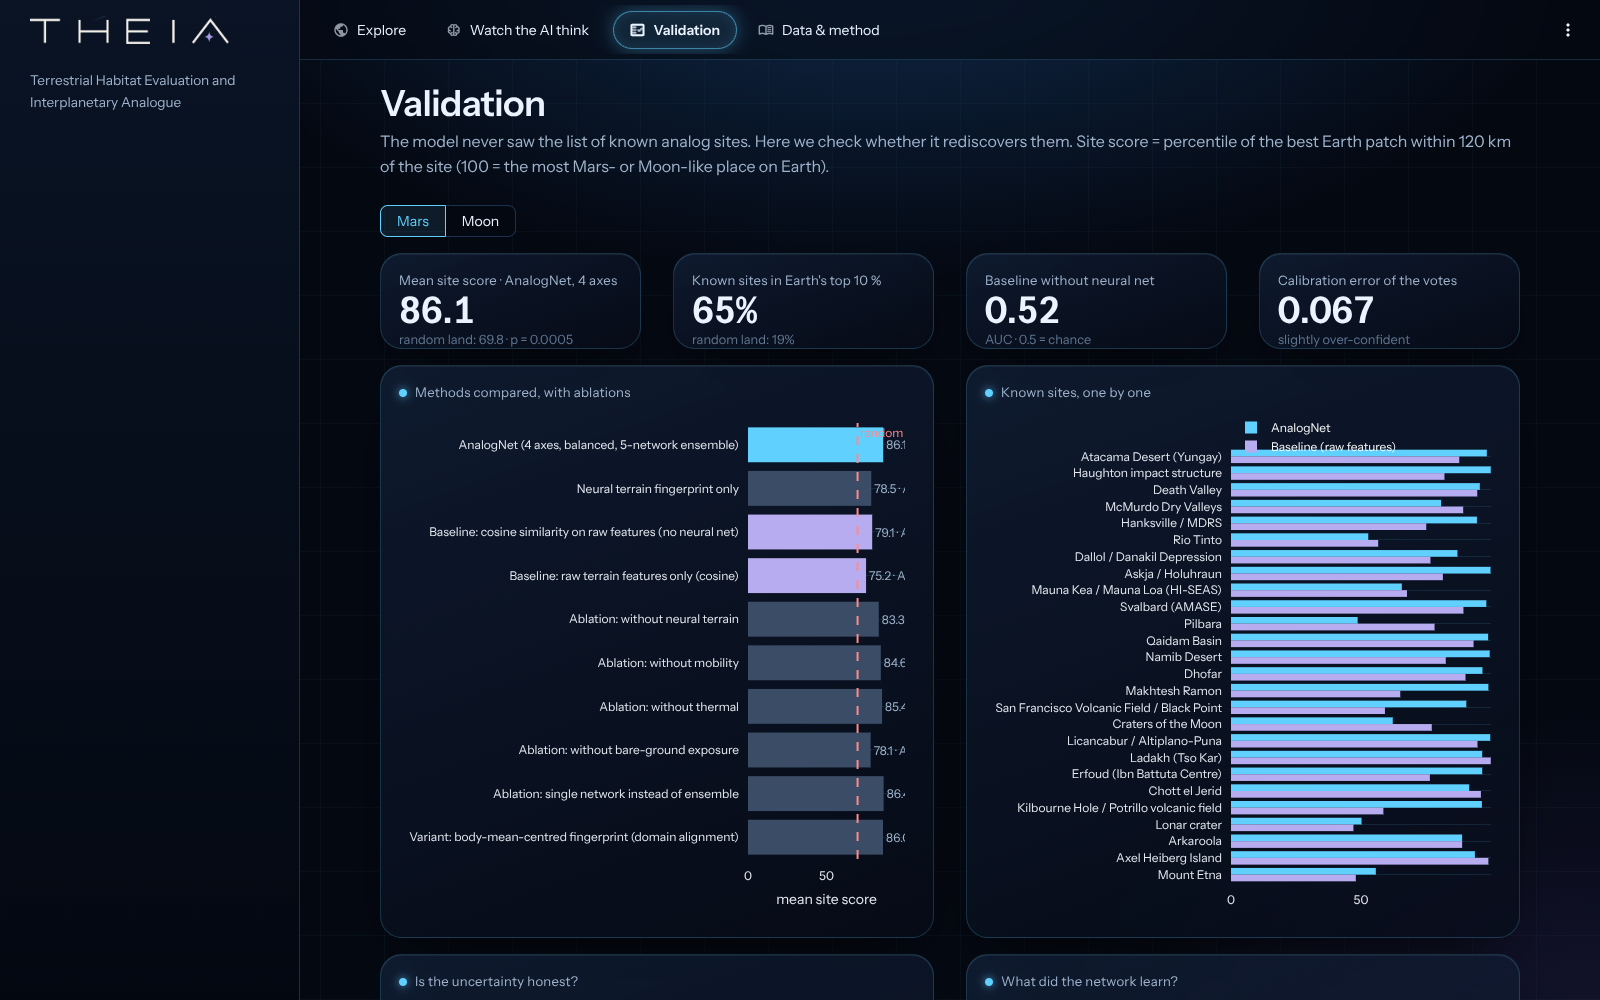 THEIA
Terrestrial Habitat Evaluation and
Interplanetary Analogue
Explore
Watch the AI think
Validation
Data & method
Validation
The model never saw the list of known analog sites. Here we check whether it rediscovers them. Site score = percentile of the best Earth patch within 120 km
of the site (100 = the most Mars- or Moon-like place on Earth).
Mars
Moon
Mean site score · AnalogNet, 4 axes
86.1
random land: 69.8 · p = 0.0005
Known sites in Earth's top 10 %
65%
random land: 19%
Baseline without neural net
0.52
AUC · 0.5 = chance
Calibration error of the votes
0.067
slightly over-confident
Methods compared, with ablations
random
AnalogNet (4 axes, balanced, 5-network ensemble)
86.1
Neural terrain fingerprint only
78.5 · A
Baseline: cosine similarity on raw features (no neural net)
79.1 · A
Baseline: raw terrain features only (cosine)
75.2 · A
Ablation: without neural terrain
83.3
Ablation: without mobility
84.6
Ablation: without thermal
85.4
Ablation: without bare-ground exposure
78.1 · A
Ablation: single network instead of ensemble
86.
Variant: body-mean-centred fingerprint (domain alignment)
86.0
0
50
mean site score
Known sites, one by one
AnalogNet
Baseline (raw features)
Atacama Desert (Yungay)
Haughton impact structure
Death Valley
McMurdo Dry Valleys
Hanksville / MDRS
Rio Tinto
Dallol / Danakil Depression
Askja / Holuhraun
Mauna Kea / Mauna Loa (HI-SEAS)
Svalbard (AMASE)
Pilbara
Qaidam Basin
Namib Desert
Dhofar
Makhtesh Ramon
San Francisco Volcanic Field / Black Point
Craters of the Moon
Licancabur / Altiplano-Puna
Ladakh (Tso Kar)
Erfoud (Ibn Battuta Centre)
Chott el Jerid
Kilbourne Hole / Potrillo volcanic field
Lonar crater
Arkaroola
Axel Heiberg Island
Mount Etna
0
50
Is the uncertainty honest?
What did the network learn?